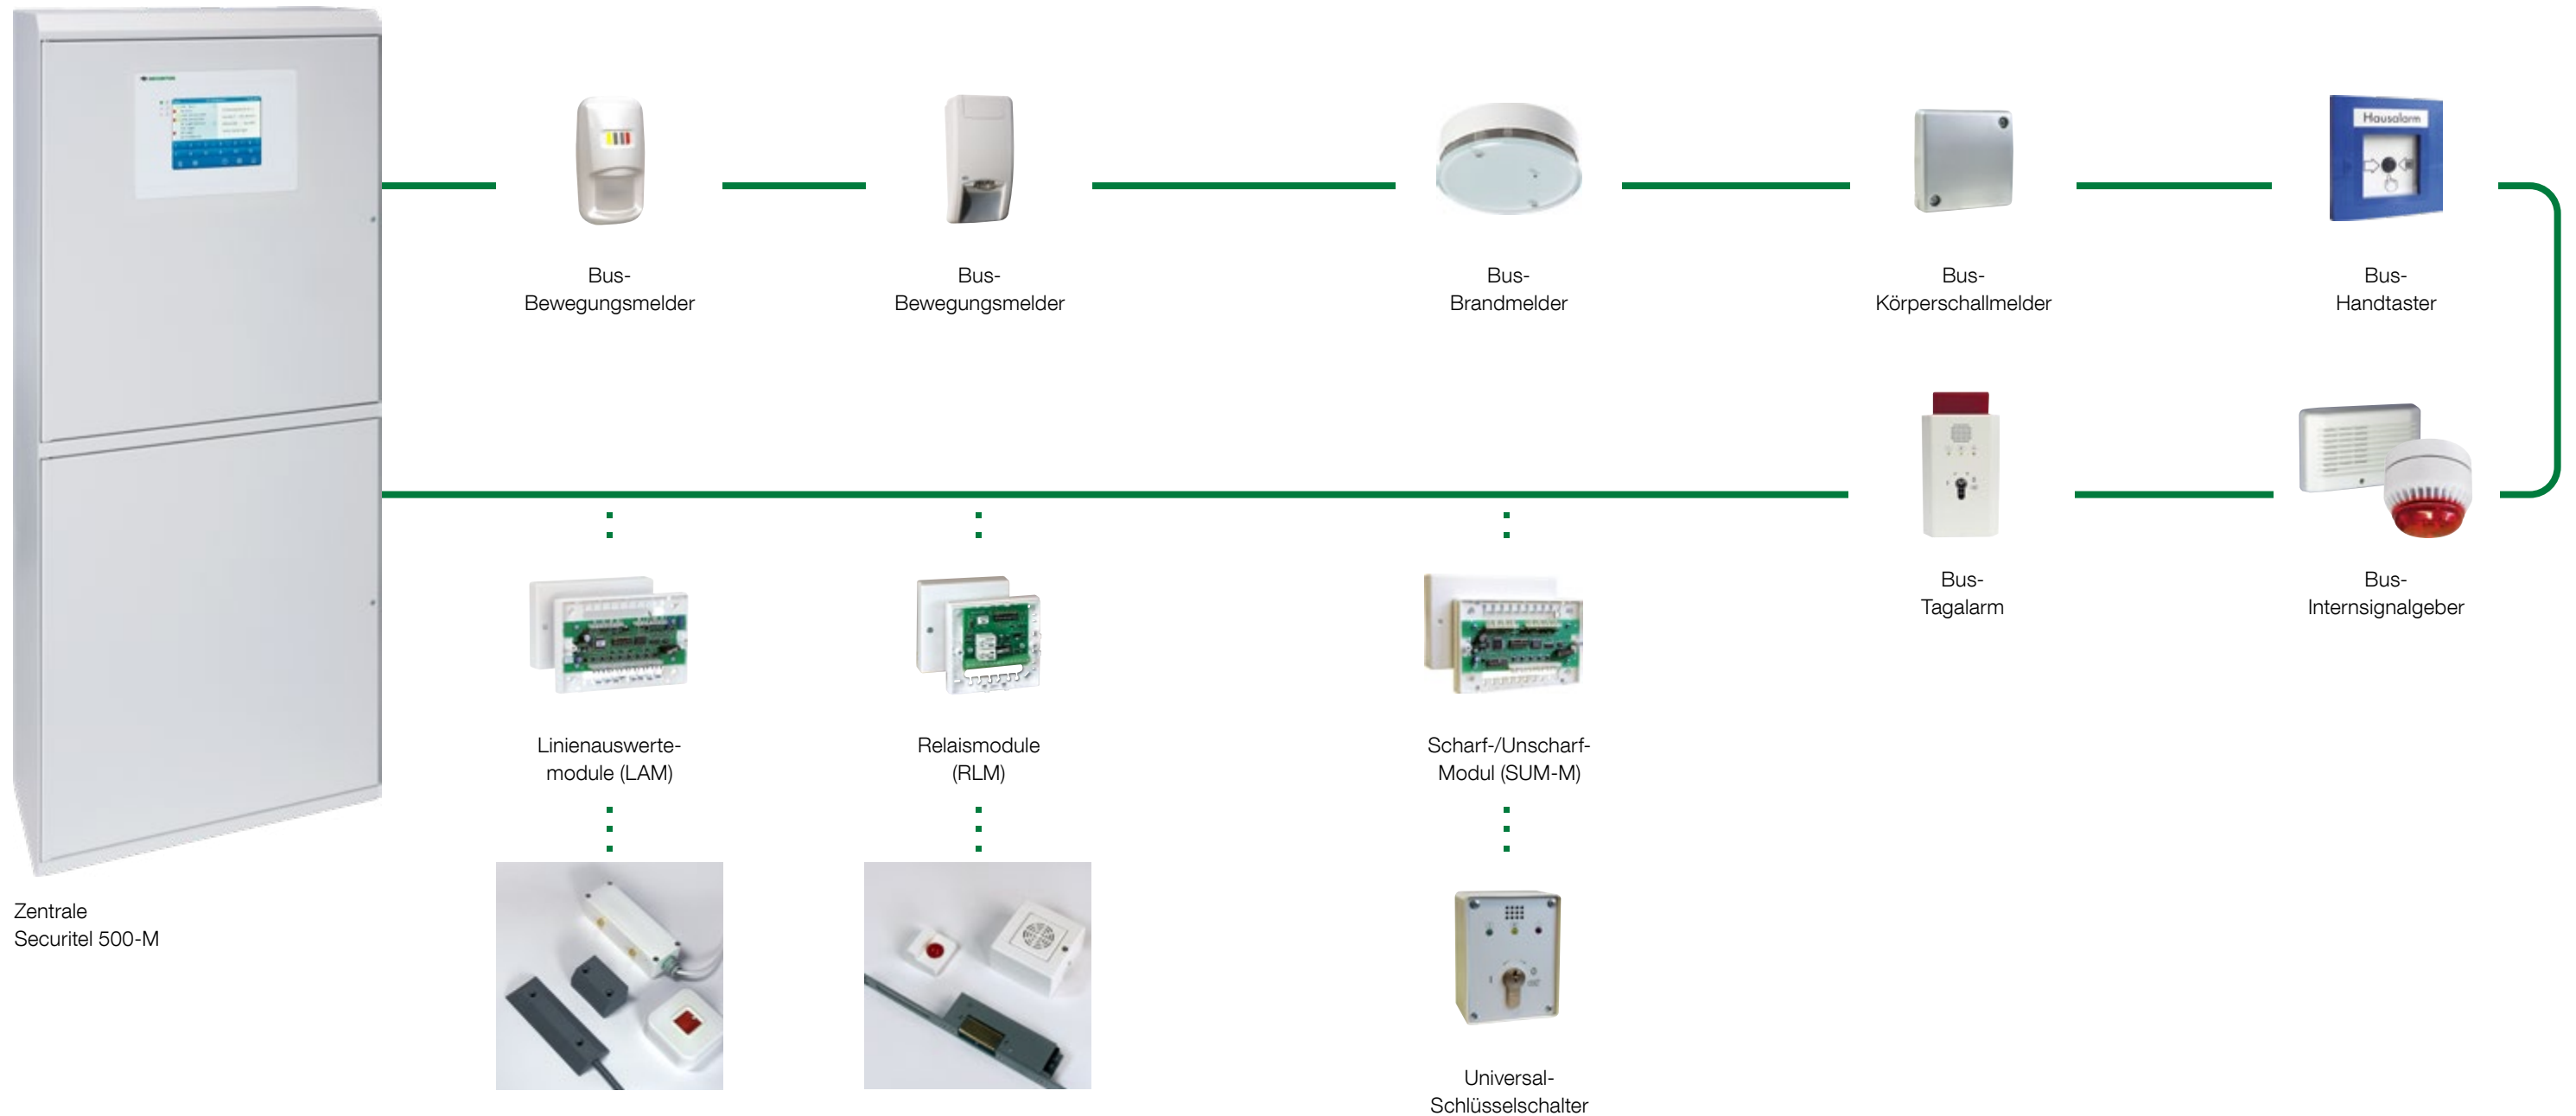 Hausalarm
Bus-
Bewegungsmelder
Bus-
Bewegungsmelder
Bus-
Brandmelder
Bus-
Körperschallmelder
Bus-
Handtaster
Bus-
Tagalarm
Bus-
Internsignalgeber
Linienauswerte-
module (LAM)
Relaismodule
(RLM)
Scharf-/Unscharf-
Modul (SUM-M)
Zentrale
Securitel 500-M
Universal-
Schlüsselschalter